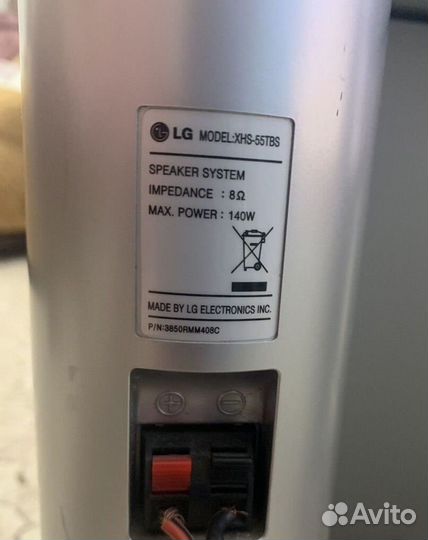 LG MODEL:XHS-55TBS
SPEAKER SYSTEM
IMPEDANCE : 8Ω
MAX. POWER : 140W
MADE BY LG ELECTRONICS INC.
P/N:3850RMM408C
+ −
Avito